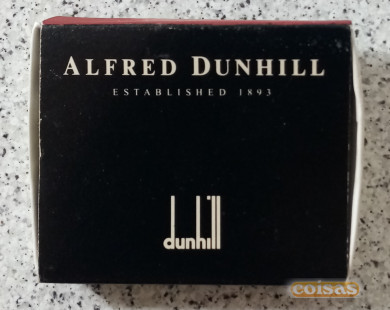 ALFRED DUNHILL
ESTABLISHED 1893
dunhill
coisas